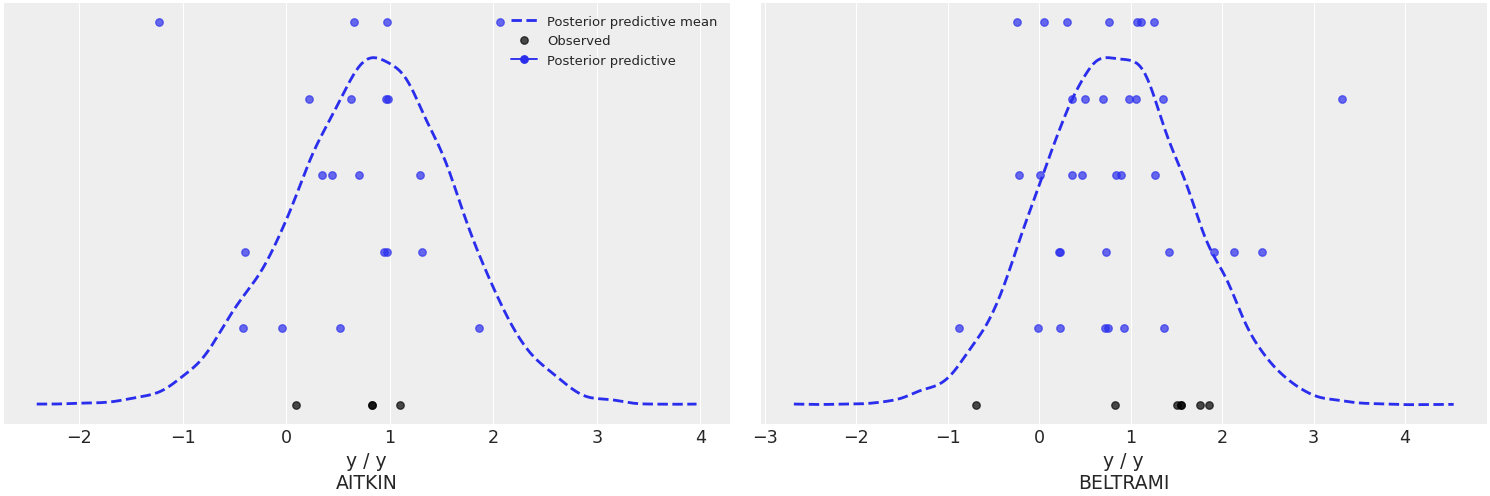 Posterior predictive mean
Observed
Posterior predictive
−2 −1 0 1 2 3 4
y / y
AITKIN
−3 −2 −1 0 1 2 3 4
y / y
BELTRAMI